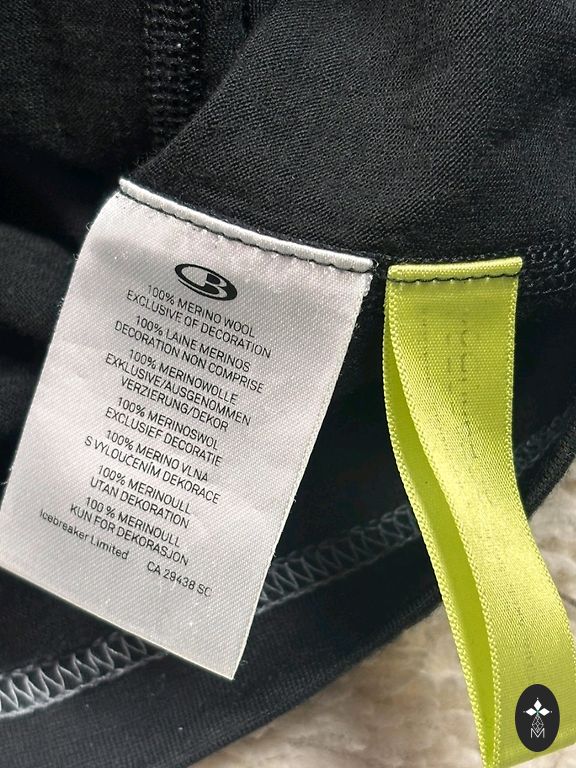 100% MERINO WOOL
EXCLUSIVE OF DECORATION
100% LAINE MERINOS
DECORATION NON COMPRISE
100% MERINOWOLLE
EXKLUSIVE/AUSGENOMMEN
VERZIERUNG/DEKOR
100% MERINOSWOL
EXCLUSIEF DECORATIE
100% MERINO VLNA
S VYLOUČENÍM DEKORACE
100% MERINOULL
UTAN DEKORATION
100 % MERINOULL
KUN FOR DEKORASJON
Icebreaker Limited CA 29438 SC
M